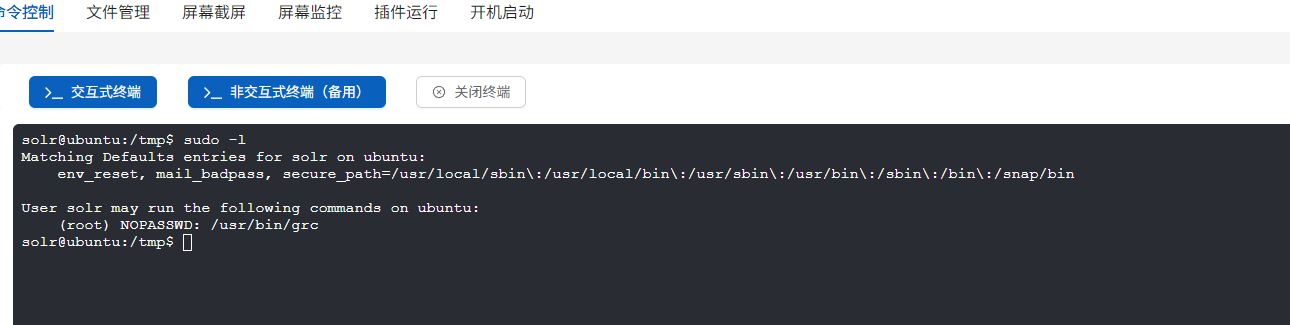 命令控制 文件管理 屏幕截屏 屏幕监控 插件运行 开机启动
>_ 交互式终端 >_ 非交互式终端（备用） 关闭终端
solr@ubuntu:/tmp$ sudo -l
Matching Defaults entries for solr on ubuntu:
    env_reset, mail_badpass, secure_path=/usr/local/sbin\:/usr/local/bin\:/usr/sbin\:/usr/bin\:/sbin\:/bin\:/snap/bin
User solr may run the following commands on ubuntu:
    (root) NOPASSWD: /usr/bin/grc
solr@ubuntu:/tmp$